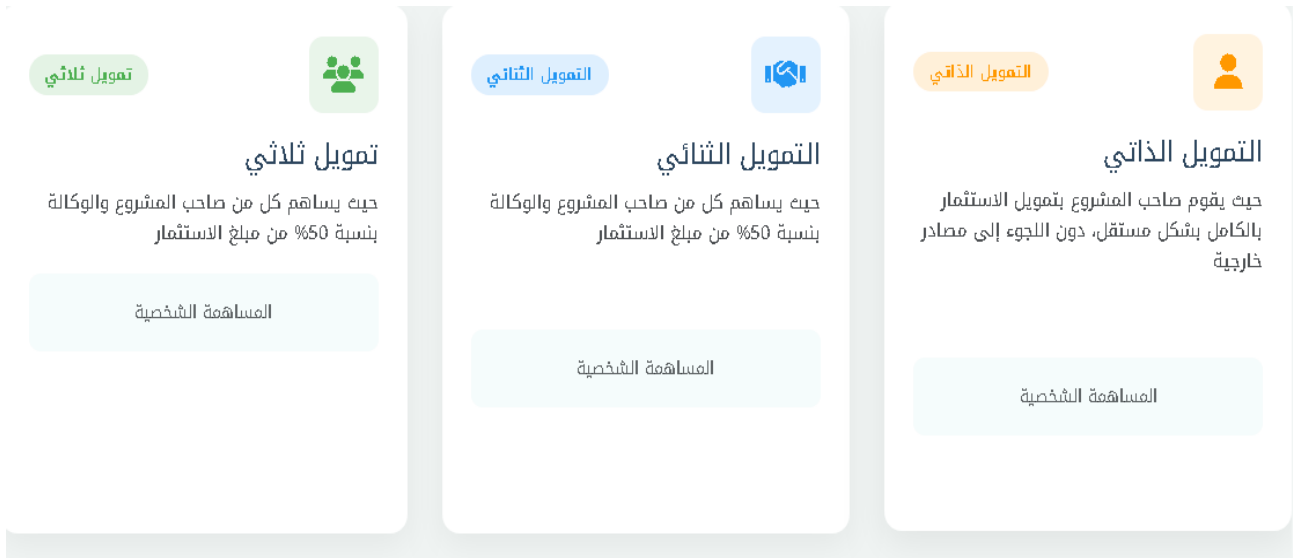 التمويل الذاتي
التمويل الذاتي
حيث يقوم صاحب المشروع بتمويل الاستثمار
بالكامل بشكل مستقل، دون اللجوء إلى مصادر
خارجية
المساهمة الشخصية
التمويل الثنائي
التمويل الثنائي
حيث يساهم كل من صاحب المشروع والوكالة
بنسبة 50% من مبلغ الاستثمار
المساهمة الشخصية
تمويل ثلاثي
تمويل ثلاثي
حيث يساهم كل من صاحب المشروع والوكالة
بنسبة 50% من مبلغ الاستثمار
المساهمة الشخصية